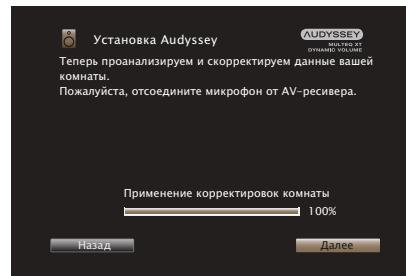 Установка Audyssey
AUDYSSEY
MULTEQ XT
DYNAMIC VOLUME
Теперь проанализируем и скорректируем данные вашей
комнаты.
Пожалуйста, отсоедините микрофон от AV-ресивера.
Применение корректировок комнаты
100%
Назад
Далее